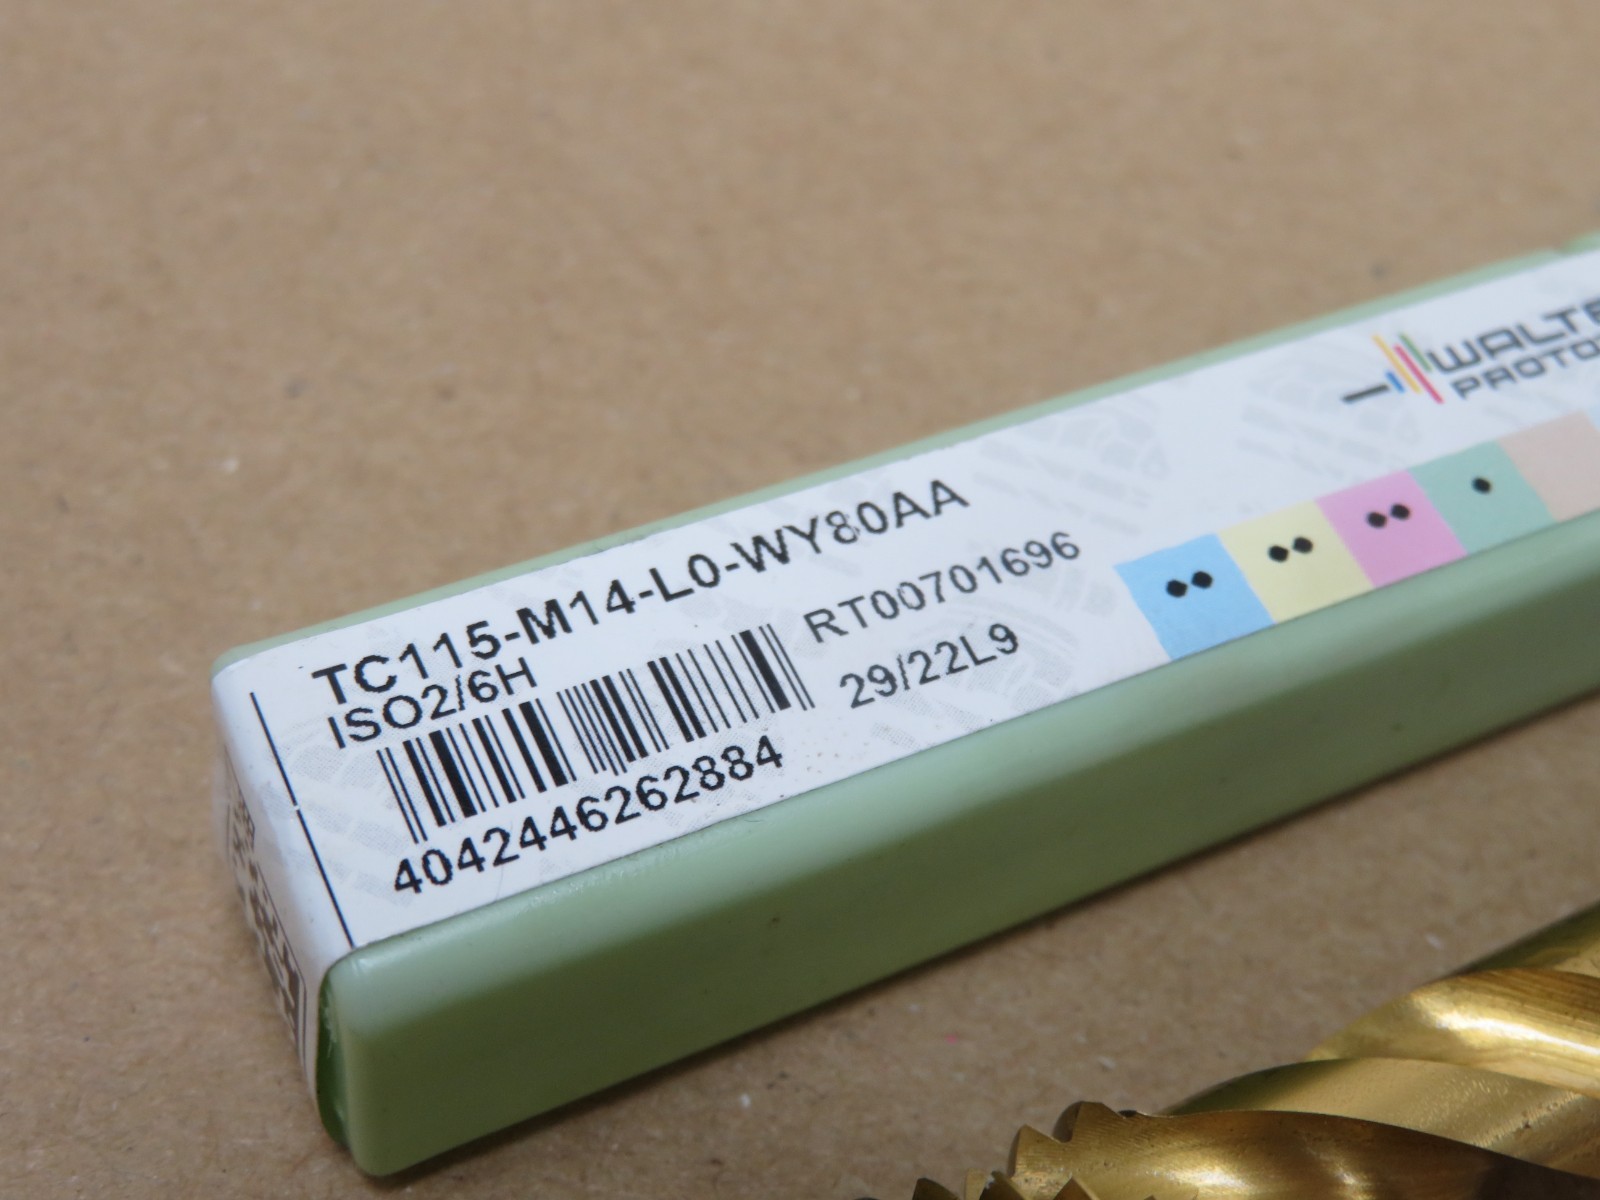 TC115-M14-L0-WY80AA
ISO2/6H
4042446262884
RT00701696
29/22L9